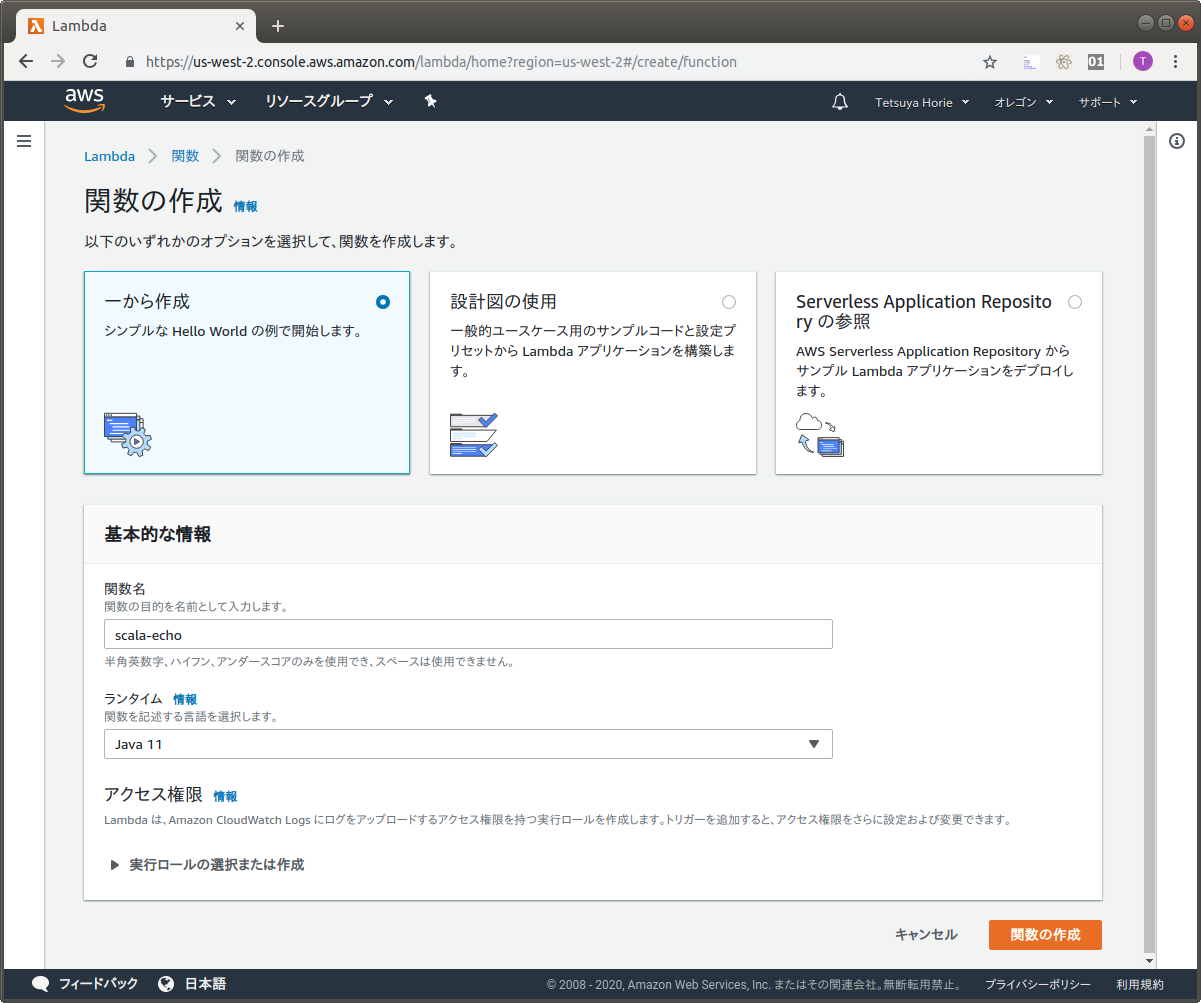 Lambda
https://us-west-2.console.aws.amazon.com/lambda/home?region=us-west-2#/create/function
01
T
aws
サービス
リソースグループ
Tetsuya Horie
オレゴン
サポート
Lambda
関数
関数の作成
関数の作成 情報
以下のいずれかのオプションを選択して、関数を作成します。
一から作成
シンプルな Hello World の例で開始します。
設計図の使用
一般的ユースケース用のサンプルコードと設定プ
リセットから Lambda アプリケーションを構築しま
す。
Serverless Application Reposito
ry の参照
AWS Serverless Application Repository から
サンプル Lambda アプリケーションをデプロイし
ます。
基本的な情報
関数名
関数の目的を名前として入力します。
scala-echo
半角英数字、ハイフン、アンダースコアのみを使用でき、スペースは使用できません。
ランタイム 情報
関数を記述する言語を選択します。
Java 11
アクセス権限 情報
Lambda は、Amazon CloudWatch Logs にログをアップロードするアクセス権限を持つ実行ロールを作成します。トリガーを追加すると、アクセス権限をさらに設定および変更できます。
実行ロールの選択または作成
キャンセル
関数の作成
フィードバック
日本語
© 2008 - 2020, Amazon Web Services, Inc. またはその関連会社。無断転用禁止。
プライバシーポリシー
利用規約